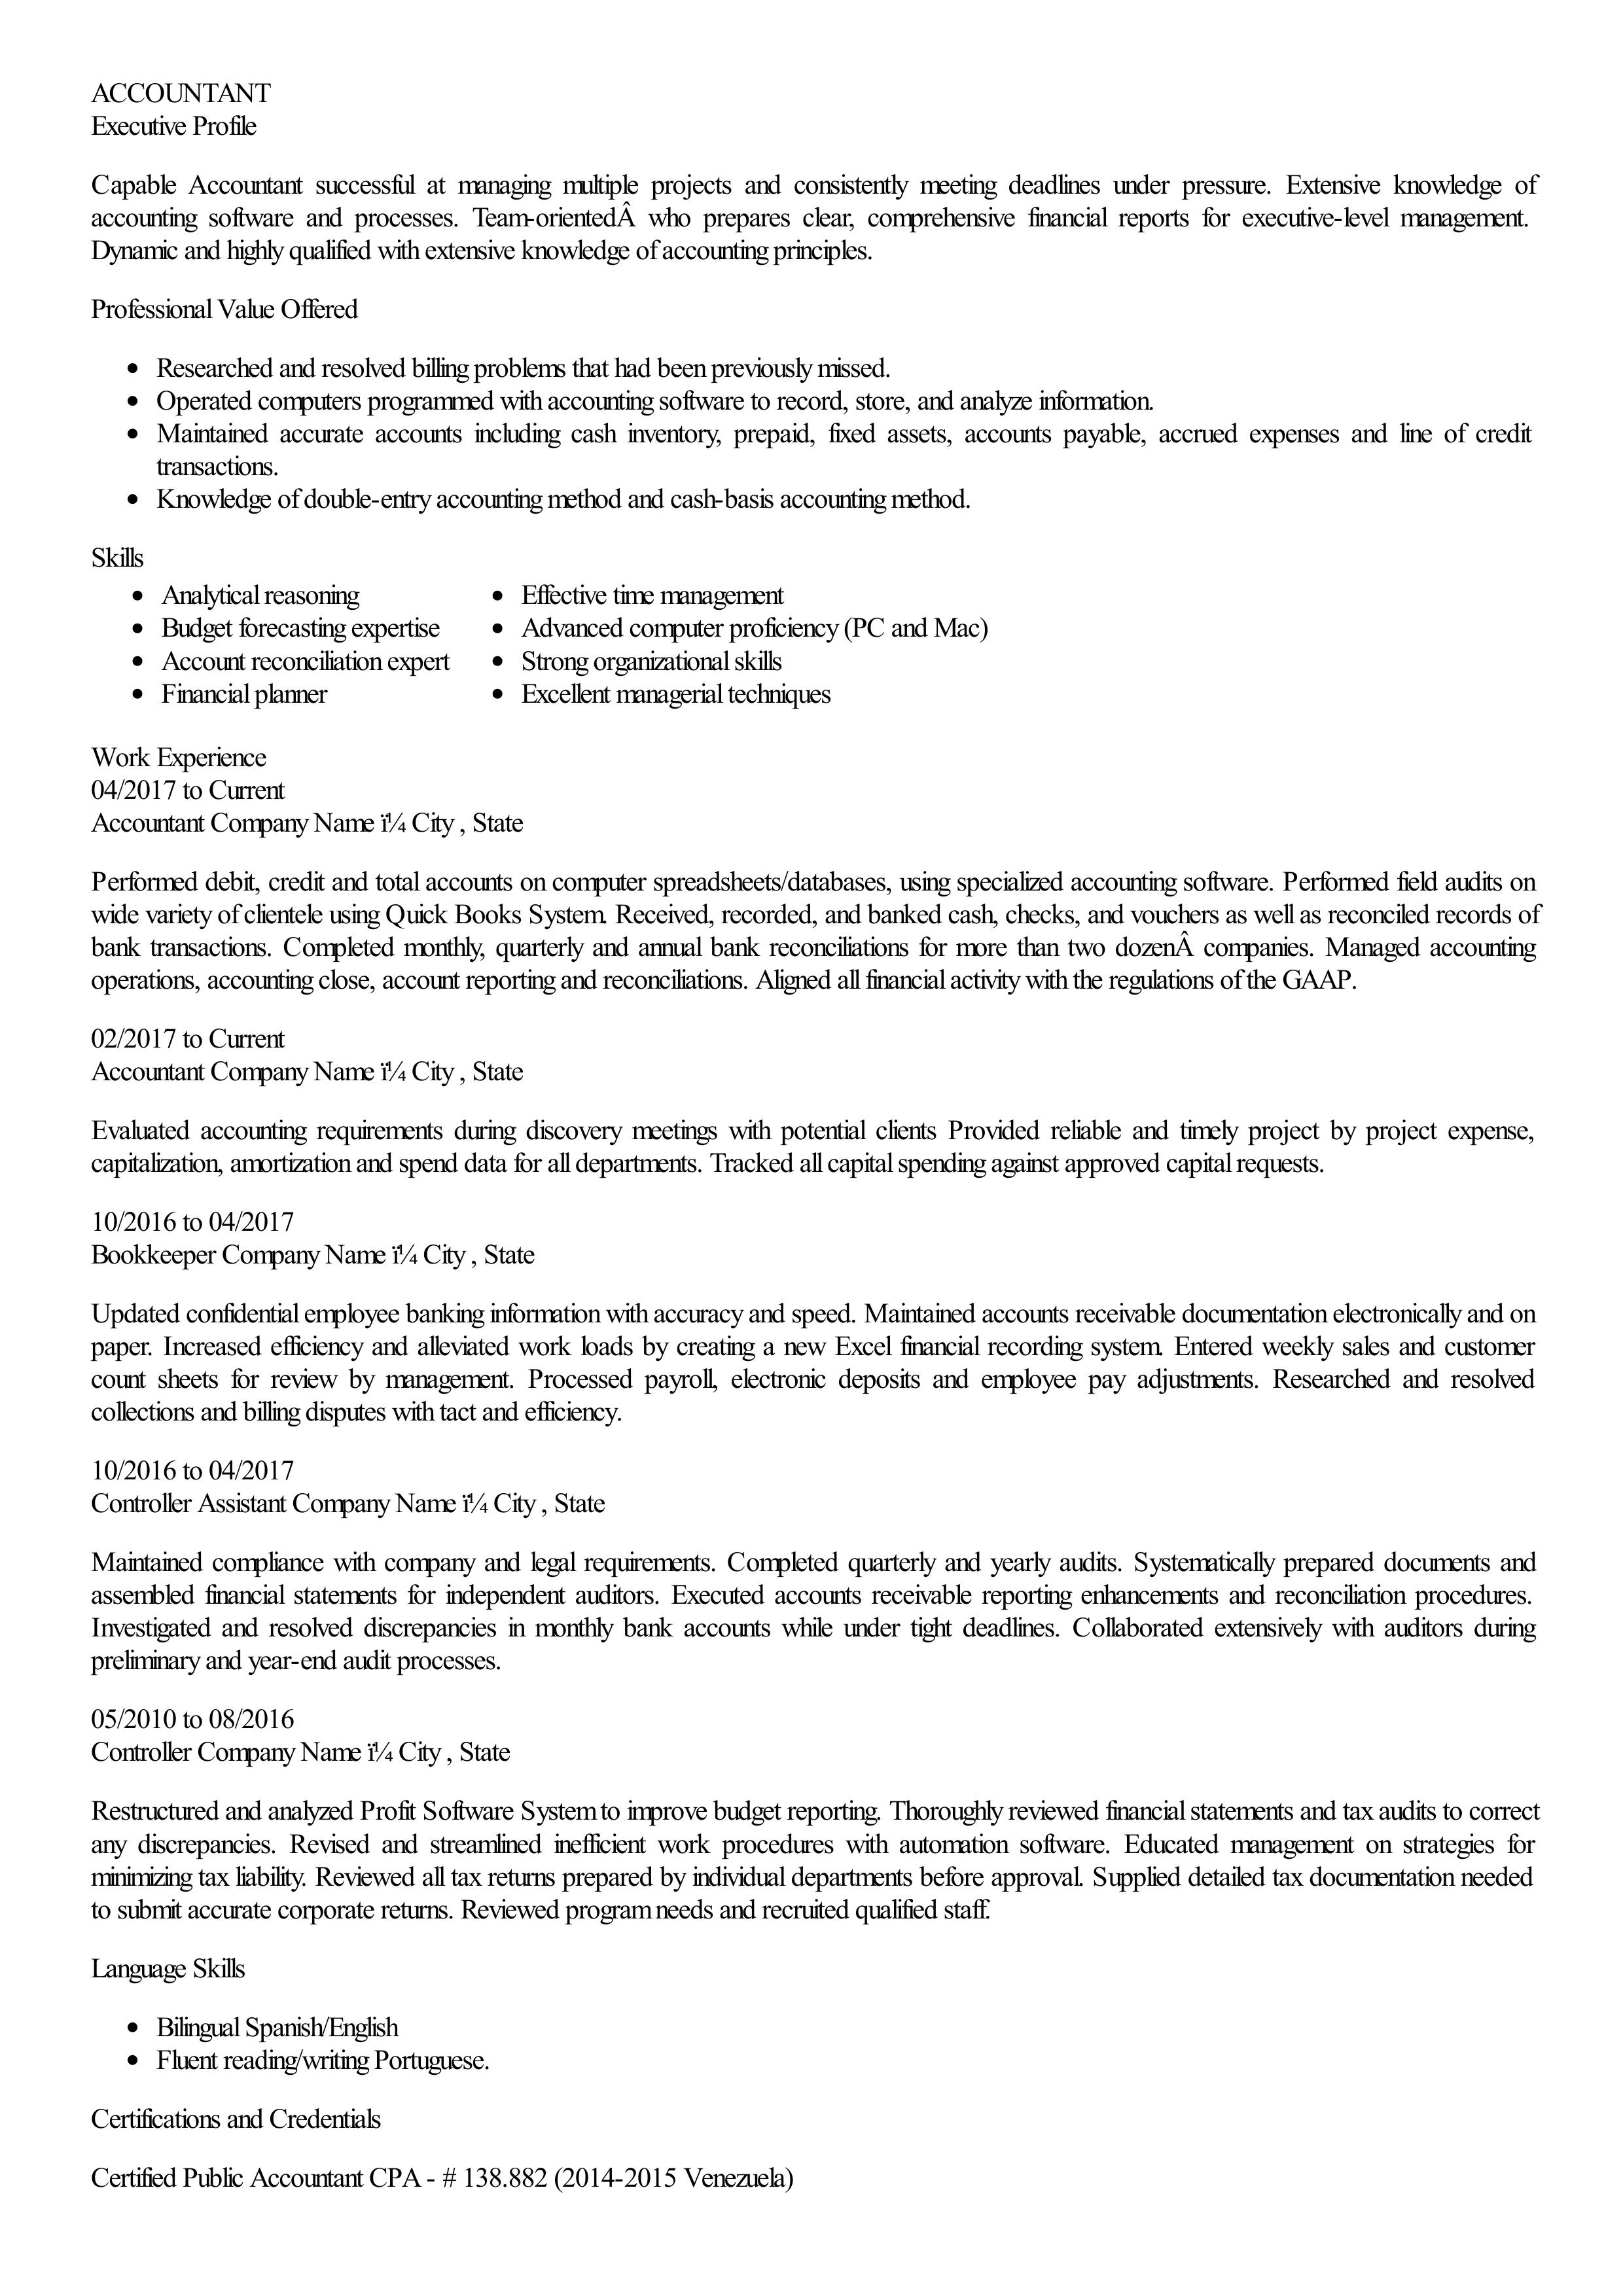 ACCOUNTANT
Executive Profile
Capable Accountant successful at managing multiple projects and consistently meeting deadlines under pressure. Extensive knowledge of
accounting software and processes. Team-orientedÂ who prepares clear, comprehensive financial reports for executive-level management.
Dynamic and highly qualified with extensive knowledge of accounting principles.
Professional Value Offered
• Researched and resolved billing problems that had been previously missed.
• Operated computers programmed with accounting software to record, store, and analyze information.
• Maintained accurate accounts including cash inventory, prepaid, fixed assets, accounts payable, accrued expenses and line of credit
transactions.
• Knowledge of double-entry accounting method and cash-basis accounting method.
Skills
• Analytical reasoning
• Budget forecasting expertise
• Account reconciliation expert
• Financial planner
• Effective time management
• Advanced computer proficiency (PC and Mac)
• Strong organizational skills
• Excellent managerial techniques
Work Experience
04/2017 to Current
Accountant Company Name ï¼ City , State
Performed debit, credit and total accounts on computer spreadsheets/databases, using specialized accounting software. Performed field audits on
wide variety of clientele using Quick Books System. Received, recorded, and banked cash, checks, and vouchers as well as reconciled records of
bank transactions. Completed monthly, quarterly and annual bank reconciliations for more than two dozenÂ companies. Managed accounting
operations, accounting close, account reporting and reconciliations. Aligned all financial activity with the regulations of the GAAP.
02/2017 to Current
Accountant Company Name ï¼ City , State
Evaluated accounting requirements during discovery meetings with potential clients Provided reliable and timely project by project expense,
capitalization, amortization and spend data for all departments. Tracked all capital spending against approved capital requests.
10/2016 to 04/2017
Bookkeeper Company Name ï¼ City , State
Updated confidential employee banking information with accuracy and speed. Maintained accounts receivable documentation electronically and on
paper. Increased efficiency and alleviated work loads by creating a new Excel financial recording system. Entered weekly sales and customer
count sheets for review by management. Processed payroll, electronic deposits and employee pay adjustments. Researched and resolved
collections and billing disputes with tact and efficiency.
10/2016 to 04/2017
Controller Assistant Company Name ï¼ City , State
Maintained compliance with company and legal requirements. Completed quarterly and yearly audits. Systematically prepared documents and
assembled financial statements for independent auditors. Executed accounts receivable reporting enhancements and reconciliation procedures.
Investigated and resolved discrepancies in monthly bank accounts while under tight deadlines. Collaborated extensively with auditors during
preliminary and year-end audit processes.
05/2010 to 08/2016
Controller Company Name ï¼ City , State
Restructured and analyzed Profit Software System to improve budget reporting. Thoroughly reviewed financial statements and tax audits to correct
any discrepancies. Revised and streamlined inefficient work procedures with automation software. Educated management on strategies for
minimizing tax liability. Reviewed all tax returns prepared by individual departments before approval. Supplied detailed tax documentation needed
to submit accurate corporate returns. Reviewed program needs and recruited qualified staff.
Language Skills
• Bilingual Spanish/English
• Fluent reading/writing Portuguese.
Certifications and Credentials
Certified Public Accountant CPA - # 138.882 (2014-2015 Venezuela)